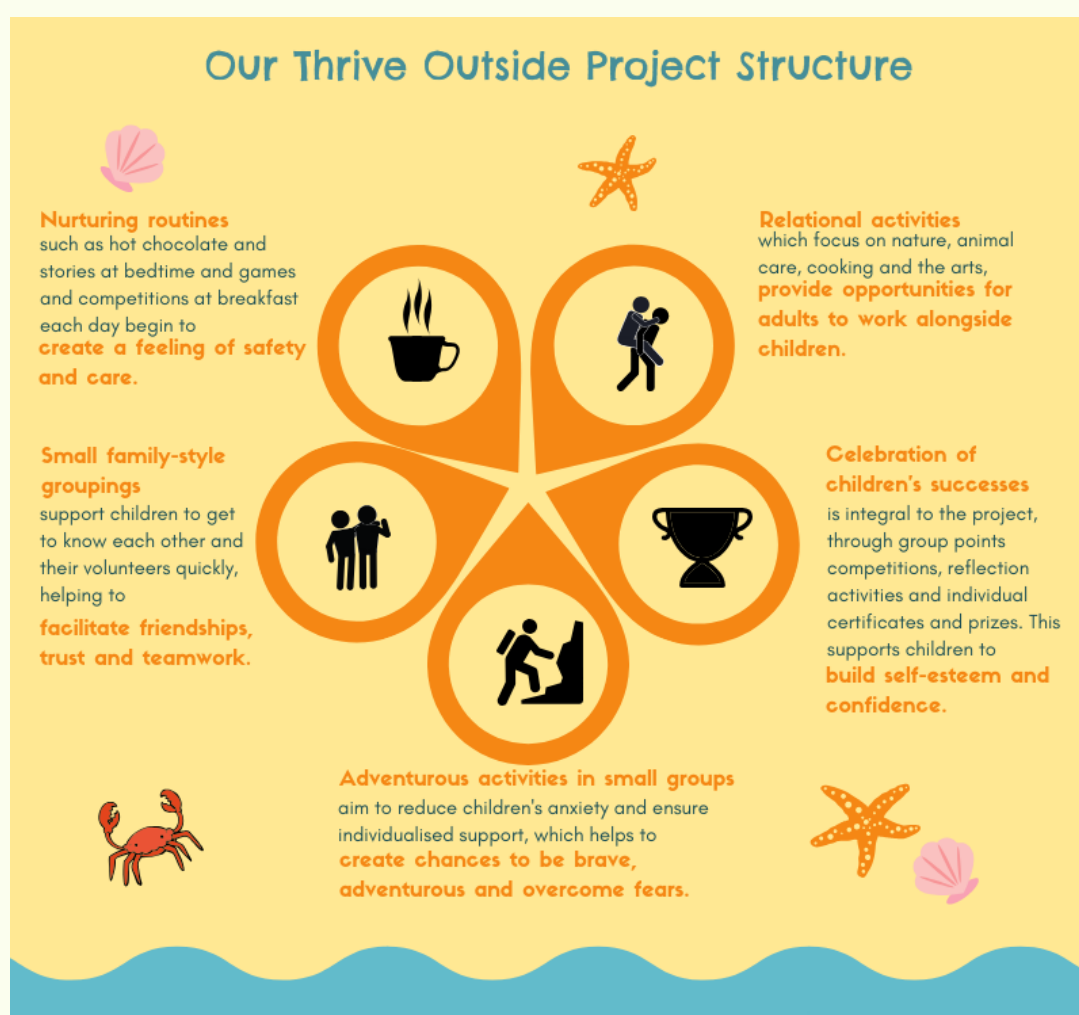 Our Thrive Outside Project Structure
Nurturing routines
such as hot chocolate and
stories at bedtime and games
and competitions at breakfast
each day begin to
create a feeling of safety
and care.
Relational activities
which focus on nature, animal
care, cooking and the arts,
provide opportunities for
adults to work alongside
children.
Small family-style
groupings
support children to get
to know each other and
their volunteers quickly,
helping to
facilitate friendships,
trust and teamwork.
Celebration of
children's successes
is integral to the project,
through group points
competitions, reflection
activities and individual
certificates and prizes. This
supports children to
build self-esteem and
confidence.
Adventurous activities in small groups
aim to reduce children's anxiety and ensure
individualised support, which helps to
create chances to be brave,
adventurous and overcome fears.